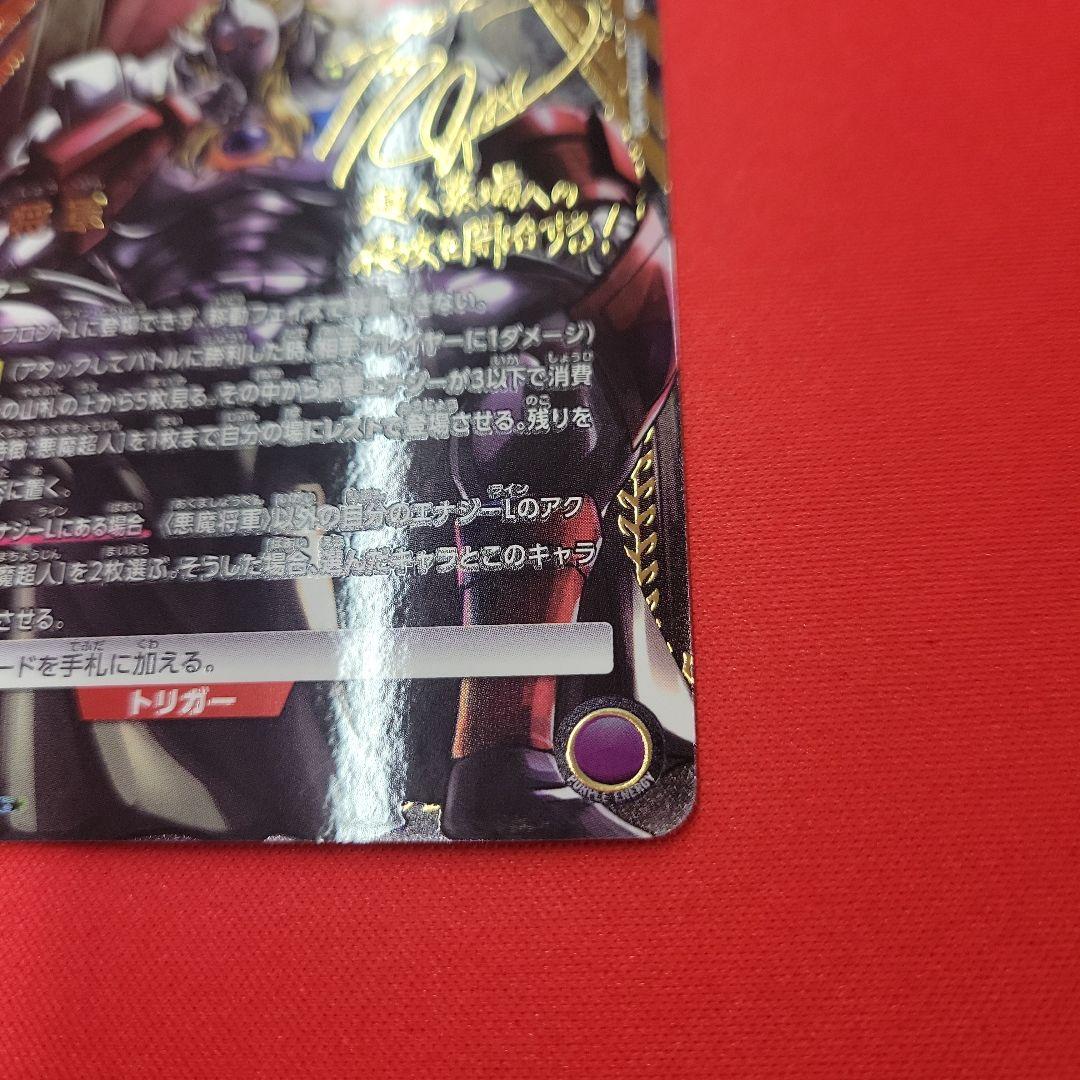 超人墓場への
侵攻を開始する!
フロントLに登場できず、移動フェイズで移動できない。
(アタックしてバトルに勝利した時、相手プレイヤーに1ダメージ)
の山札の上から5枚見る。その中から必要エナジーが3以下で消費
特徴:悪魔超人]を1枚まで自分の場にレストで登場させる。残りを
に置く。
ナジーLにある場合 〈悪魔将軍〉以外の自分のエナジーLのアク
魔超人]を2枚選ぶ。そうした場合、選んだキャラとこのキャラ
させる。
ードを手札に加える。
トリガー
PURPLE ENERGY